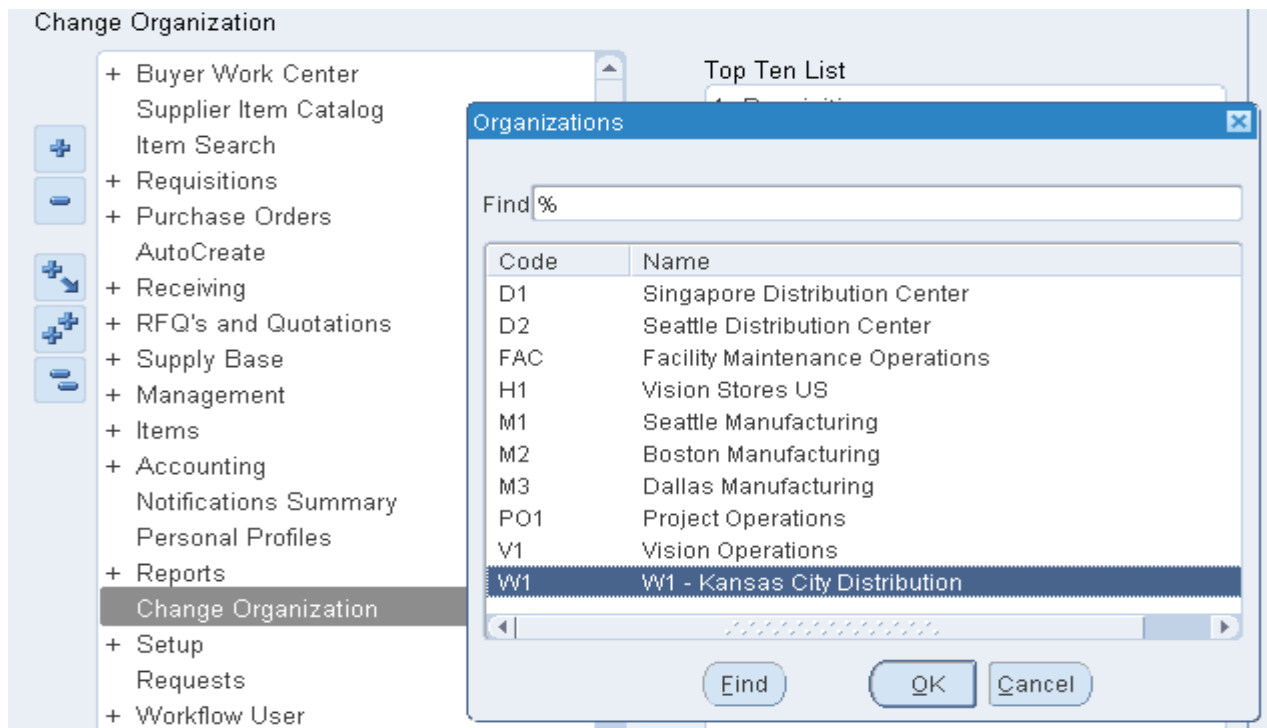 Change Organization
+ Buyer Work Center
Supplier Item Catalog
Item Search
+ Requisitions
+ Purchase Orders
AutoCreate
+ Receiving
+ RFQ's and Quotations
+ Supply Base
+ Management
+ Items
+ Accounting
Notifications Summary
Personal Profiles
+ Reports
Change Organization
+ Setup
Requests
+ Workflow User
Top Ten List
Organizations
Find %
Code Name
D1 Singapore Distribution Center
D2 Seattle Distribution Center
FAC Facility Maintenance Operations
H1 Vision Stores US
M1 Seattle Manufacturing
M2 Boston Manufacturing
M3 Dallas Manufacturing
PO1 Project Operations
V1 Vision Operations
W1 W1 - Kansas City Distribution
Find OK Cancel